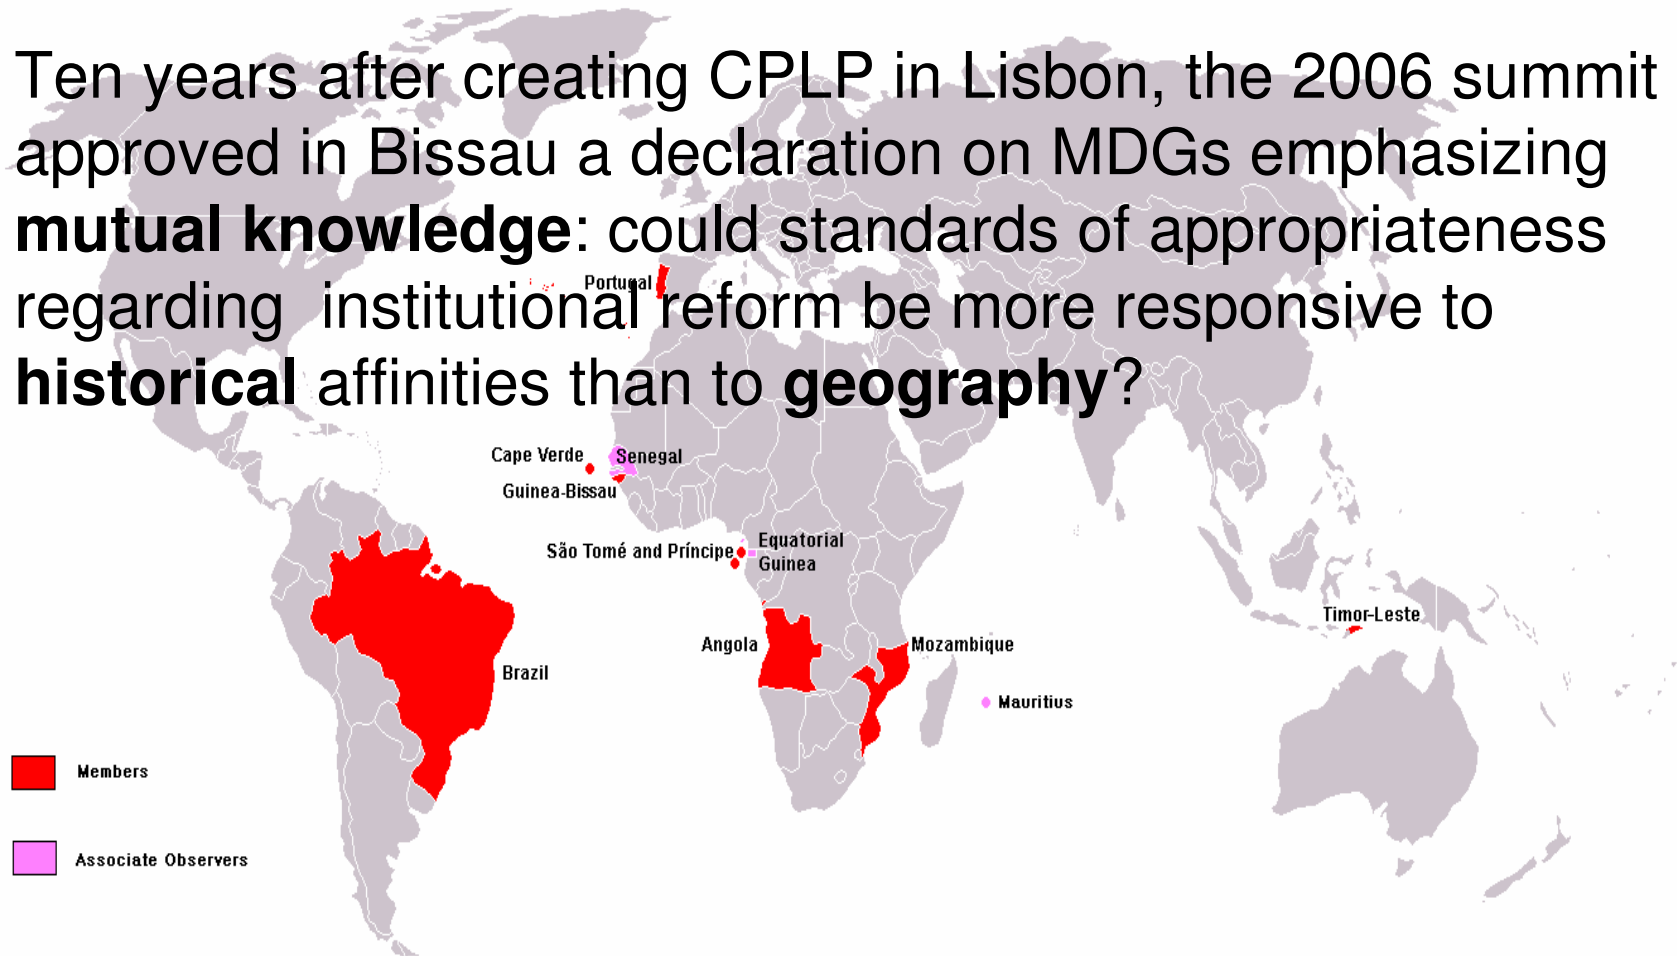 Ten years after creating CPLP in Lisbon, the 2006 summit
approved in Bissau a declaration on MDGs emphasizing
mutual knowledge: could standards of appropriateness
regarding institutional reform be more responsive to
historical affinities than to geography?
Portugal
Cape Verde
Senegal
Guinea-Bissau
São Tomé and Príncipe
Equatorial
Guinea
Angola
Mozambique
Timor-Leste
Brazil
Mauritius
Members
Associate Observers